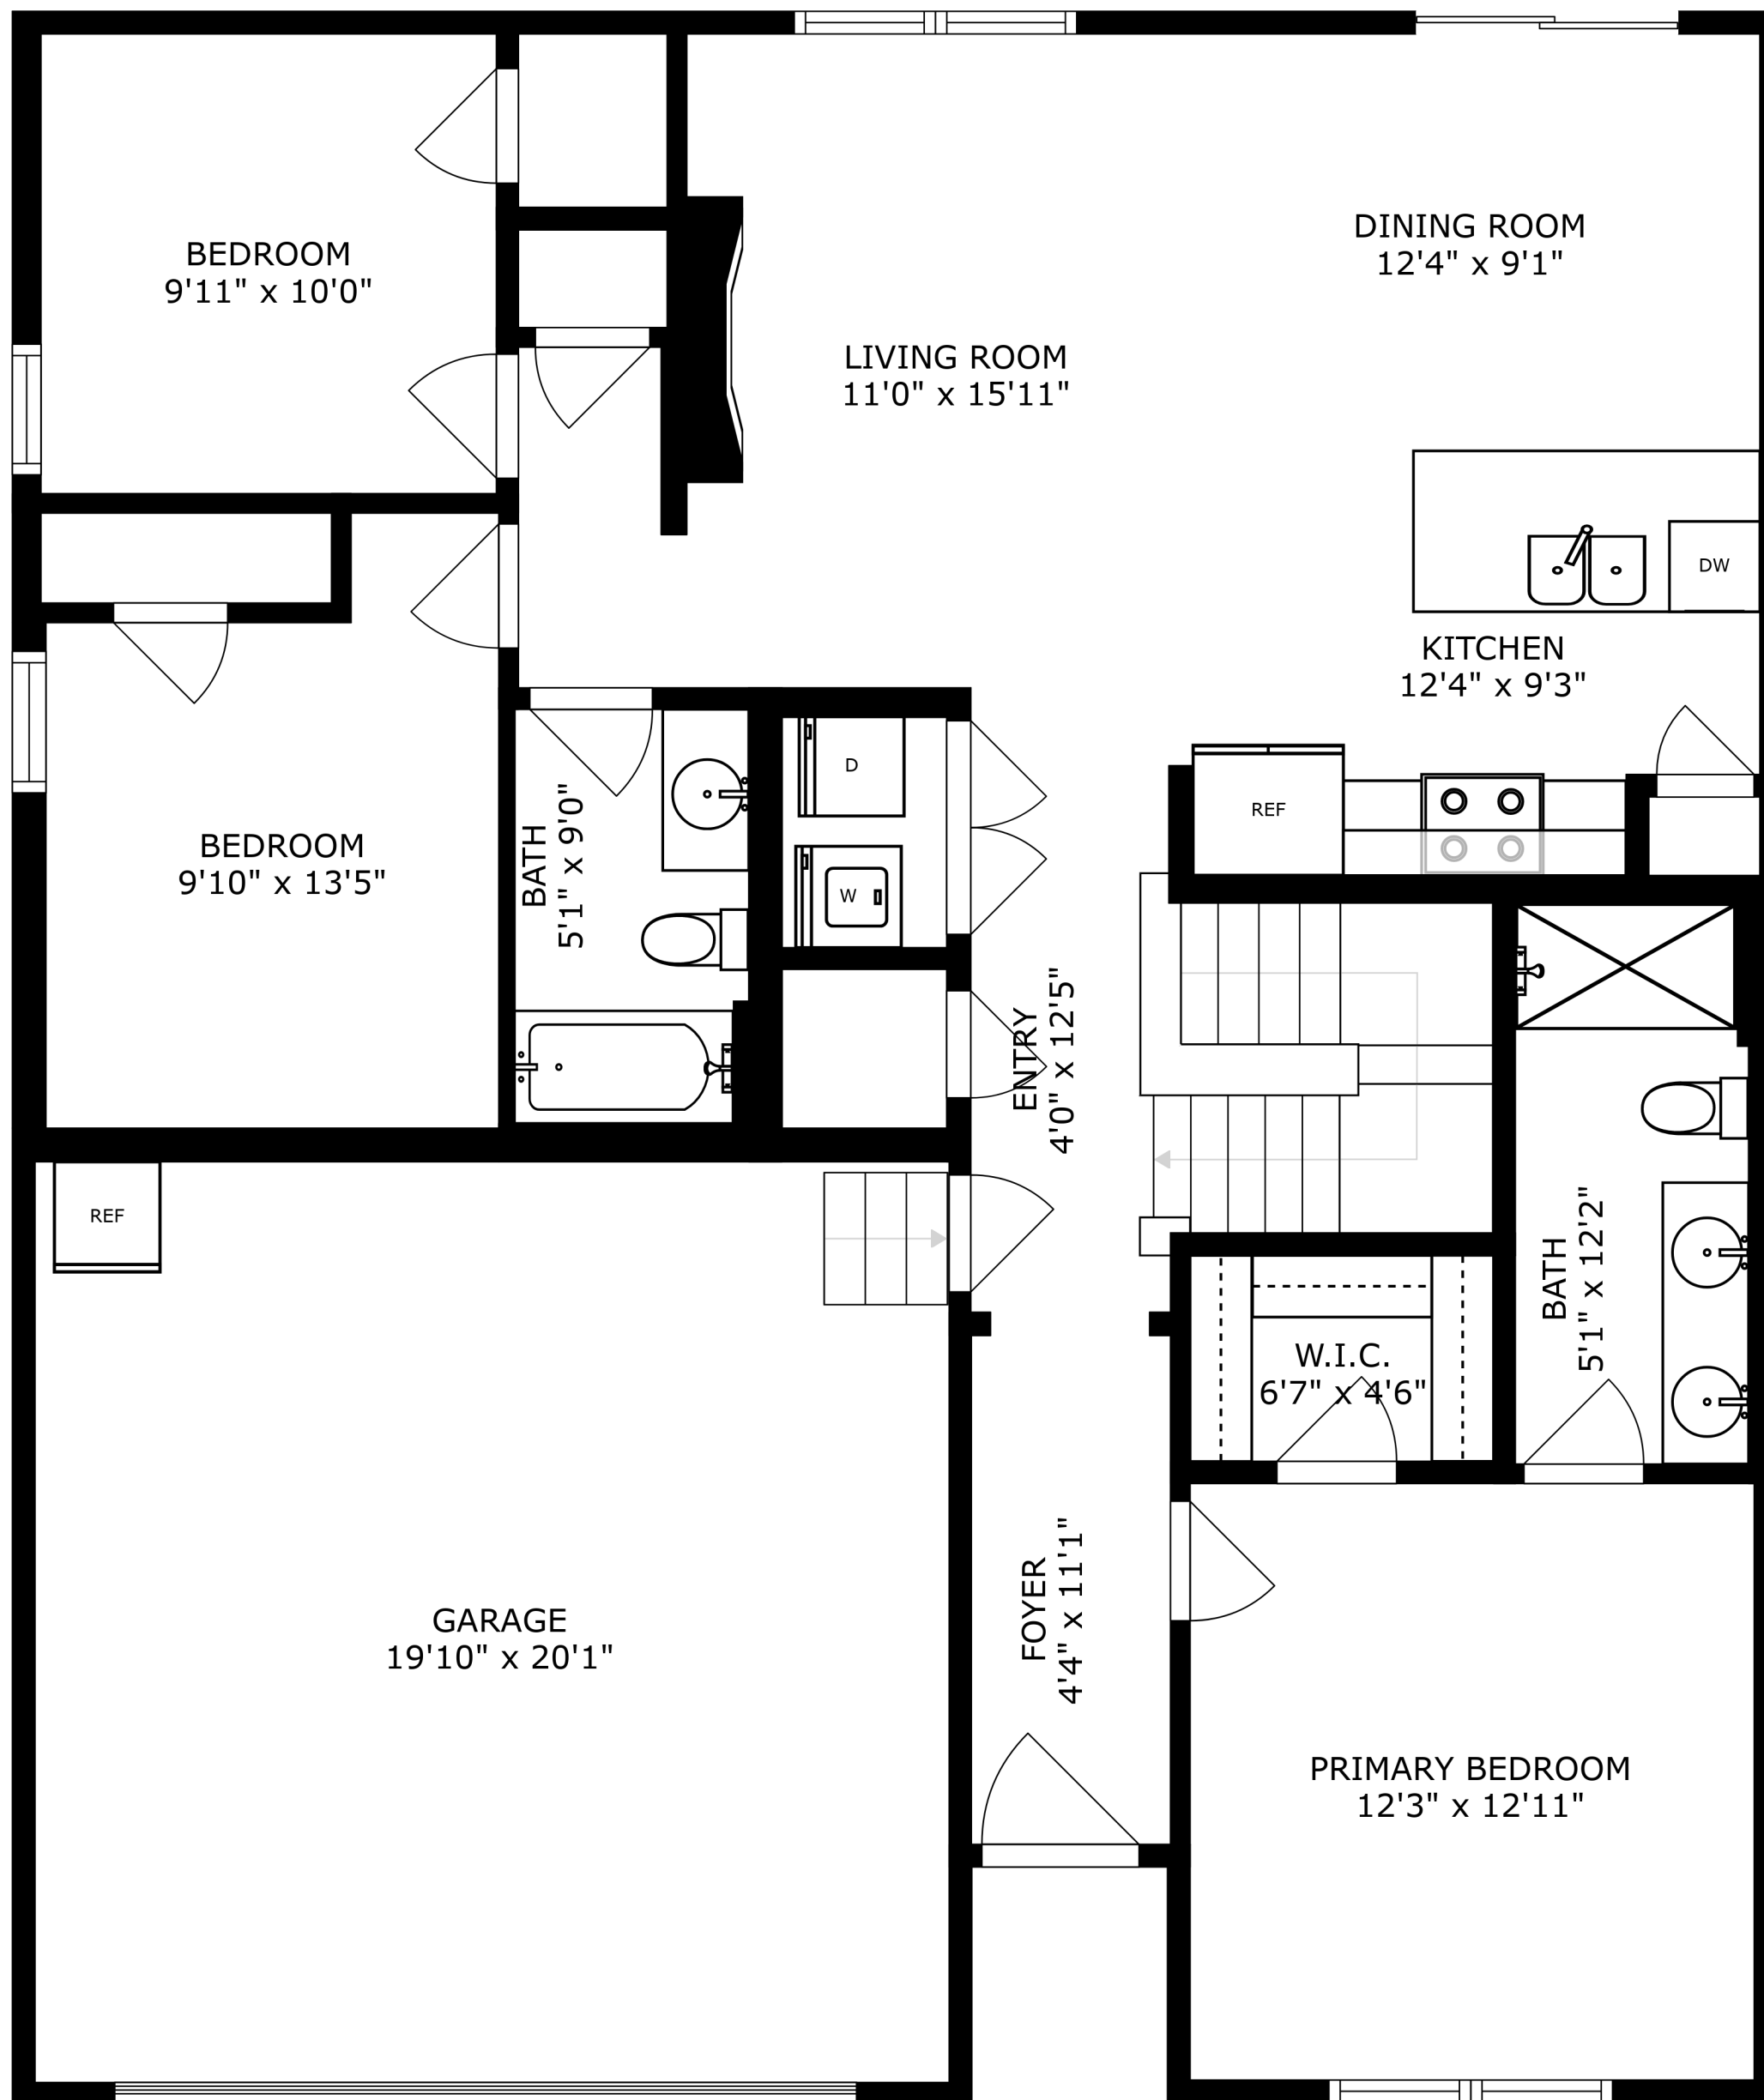 DINING ROOM
12'4" x 9'1"
BEDROOM
9'11" x 10'0"
LIVING ROOM
11'0" x 15'11"
DW
KITCHEN
12'4" x 9'3"
D
REF
BEDROOM
9'10" x 13'5"
BATH
5'1" x 9'0"
W
ENTRY
4'0" x 12'5"
REF
BATH
5'1" x 12'2"
W.I.C.
6'7" x 4'6"
FOYER
4'4" x 11'1"
GARAGE
19'10" x 20'1"
PRIMARY BEDROOM
12'3" x 12'11"